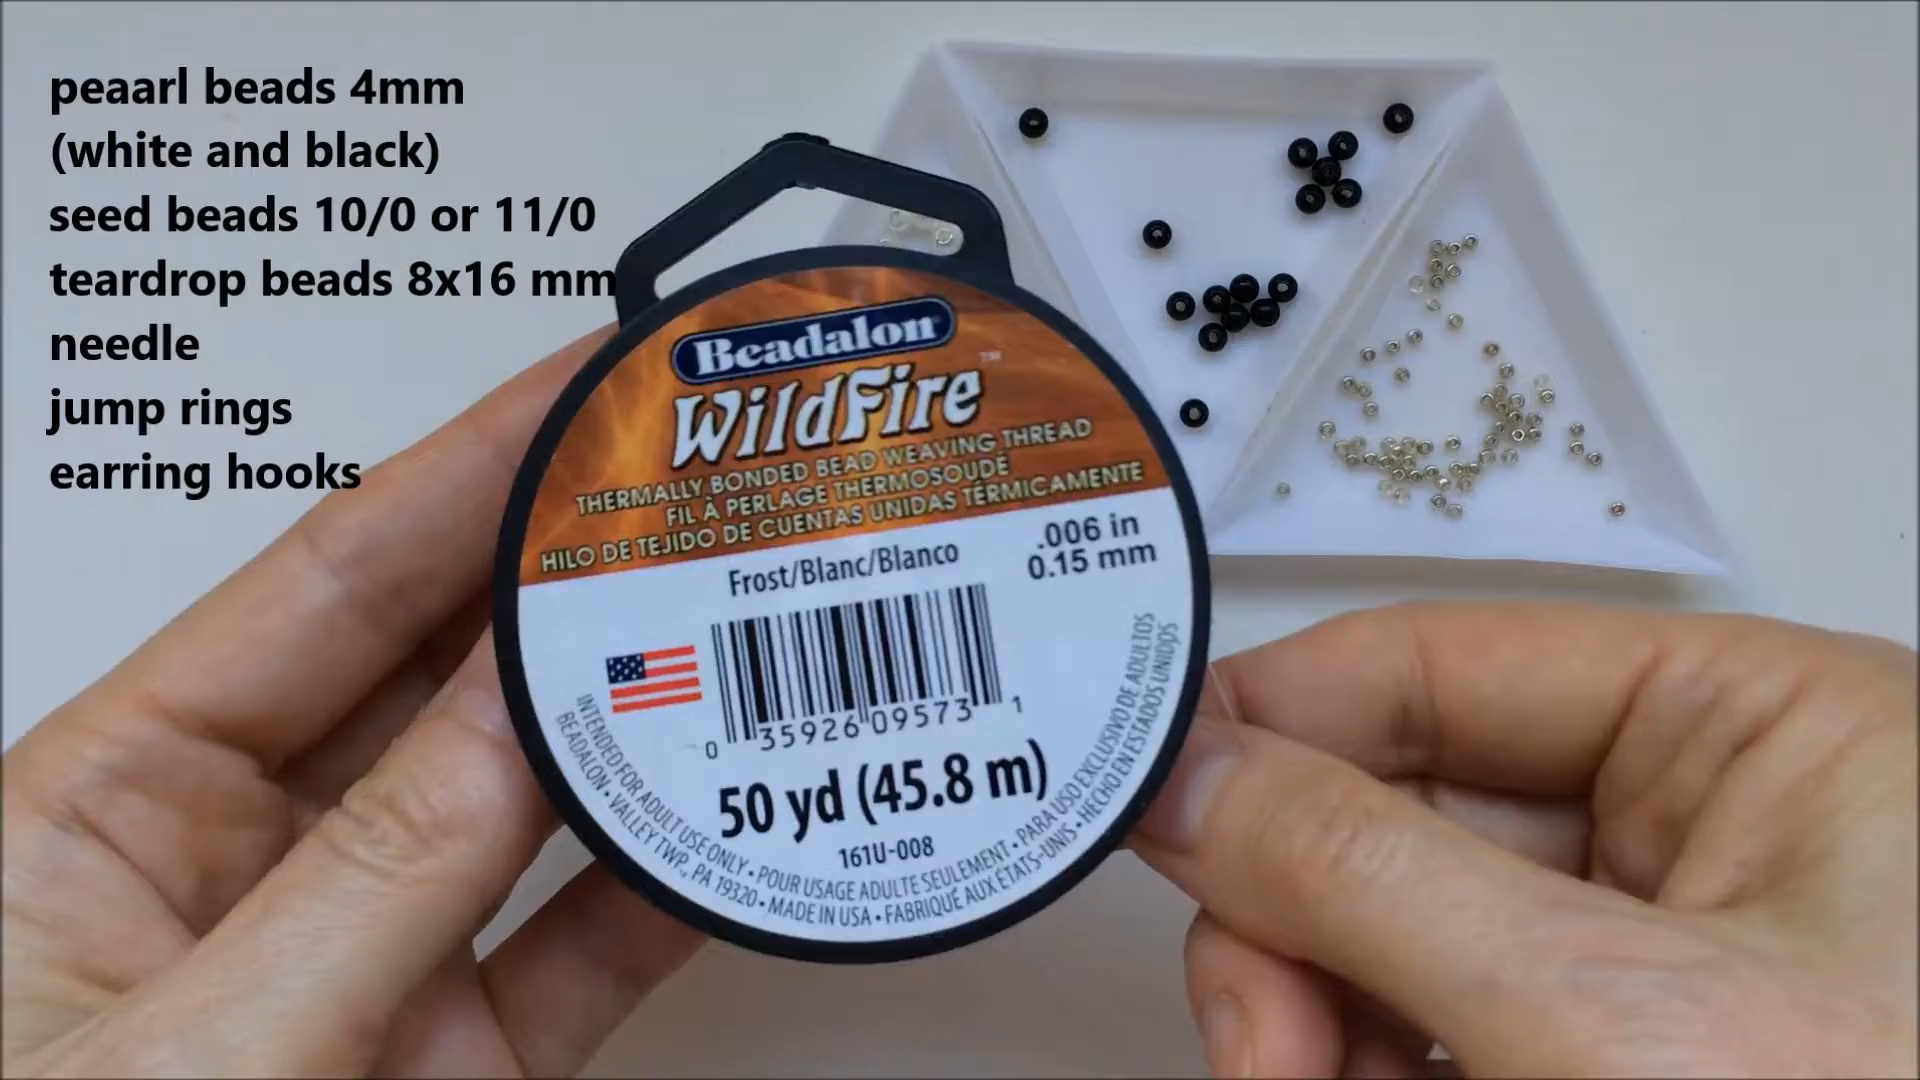 peaarl beads 4mm
(white and black)
seed beads 10/0 or 11/0
teardrop beads 8x16 mm
needle
jump rings
earring hooks
Beadalon
WildFire™
THERMALLY BONDED BEAD WEAVING THREAD
FIL À PERLAGE THERMOSOUDÉ
HILO DE TEJIDO DE CUENTAS UNIDAS TÉRMICAMENTE
.006 in
0.15 mm
Frost/Blanc/Blanco
0 35926 09573 1
50 yd (45.8 m)
161U-008
INTENDED FOR ADULT USE ONLY • POUR USAGE ADULTE SEULEMENT • PARA USO EXCLUSIVO DE ADULTOS
BEADALON • VALLEY TWP., PA 19320 • MADE IN USA • FABRIQUÉ AUX ÉTATS-UNIS • HECHO EN ESTADOS UNIDOS